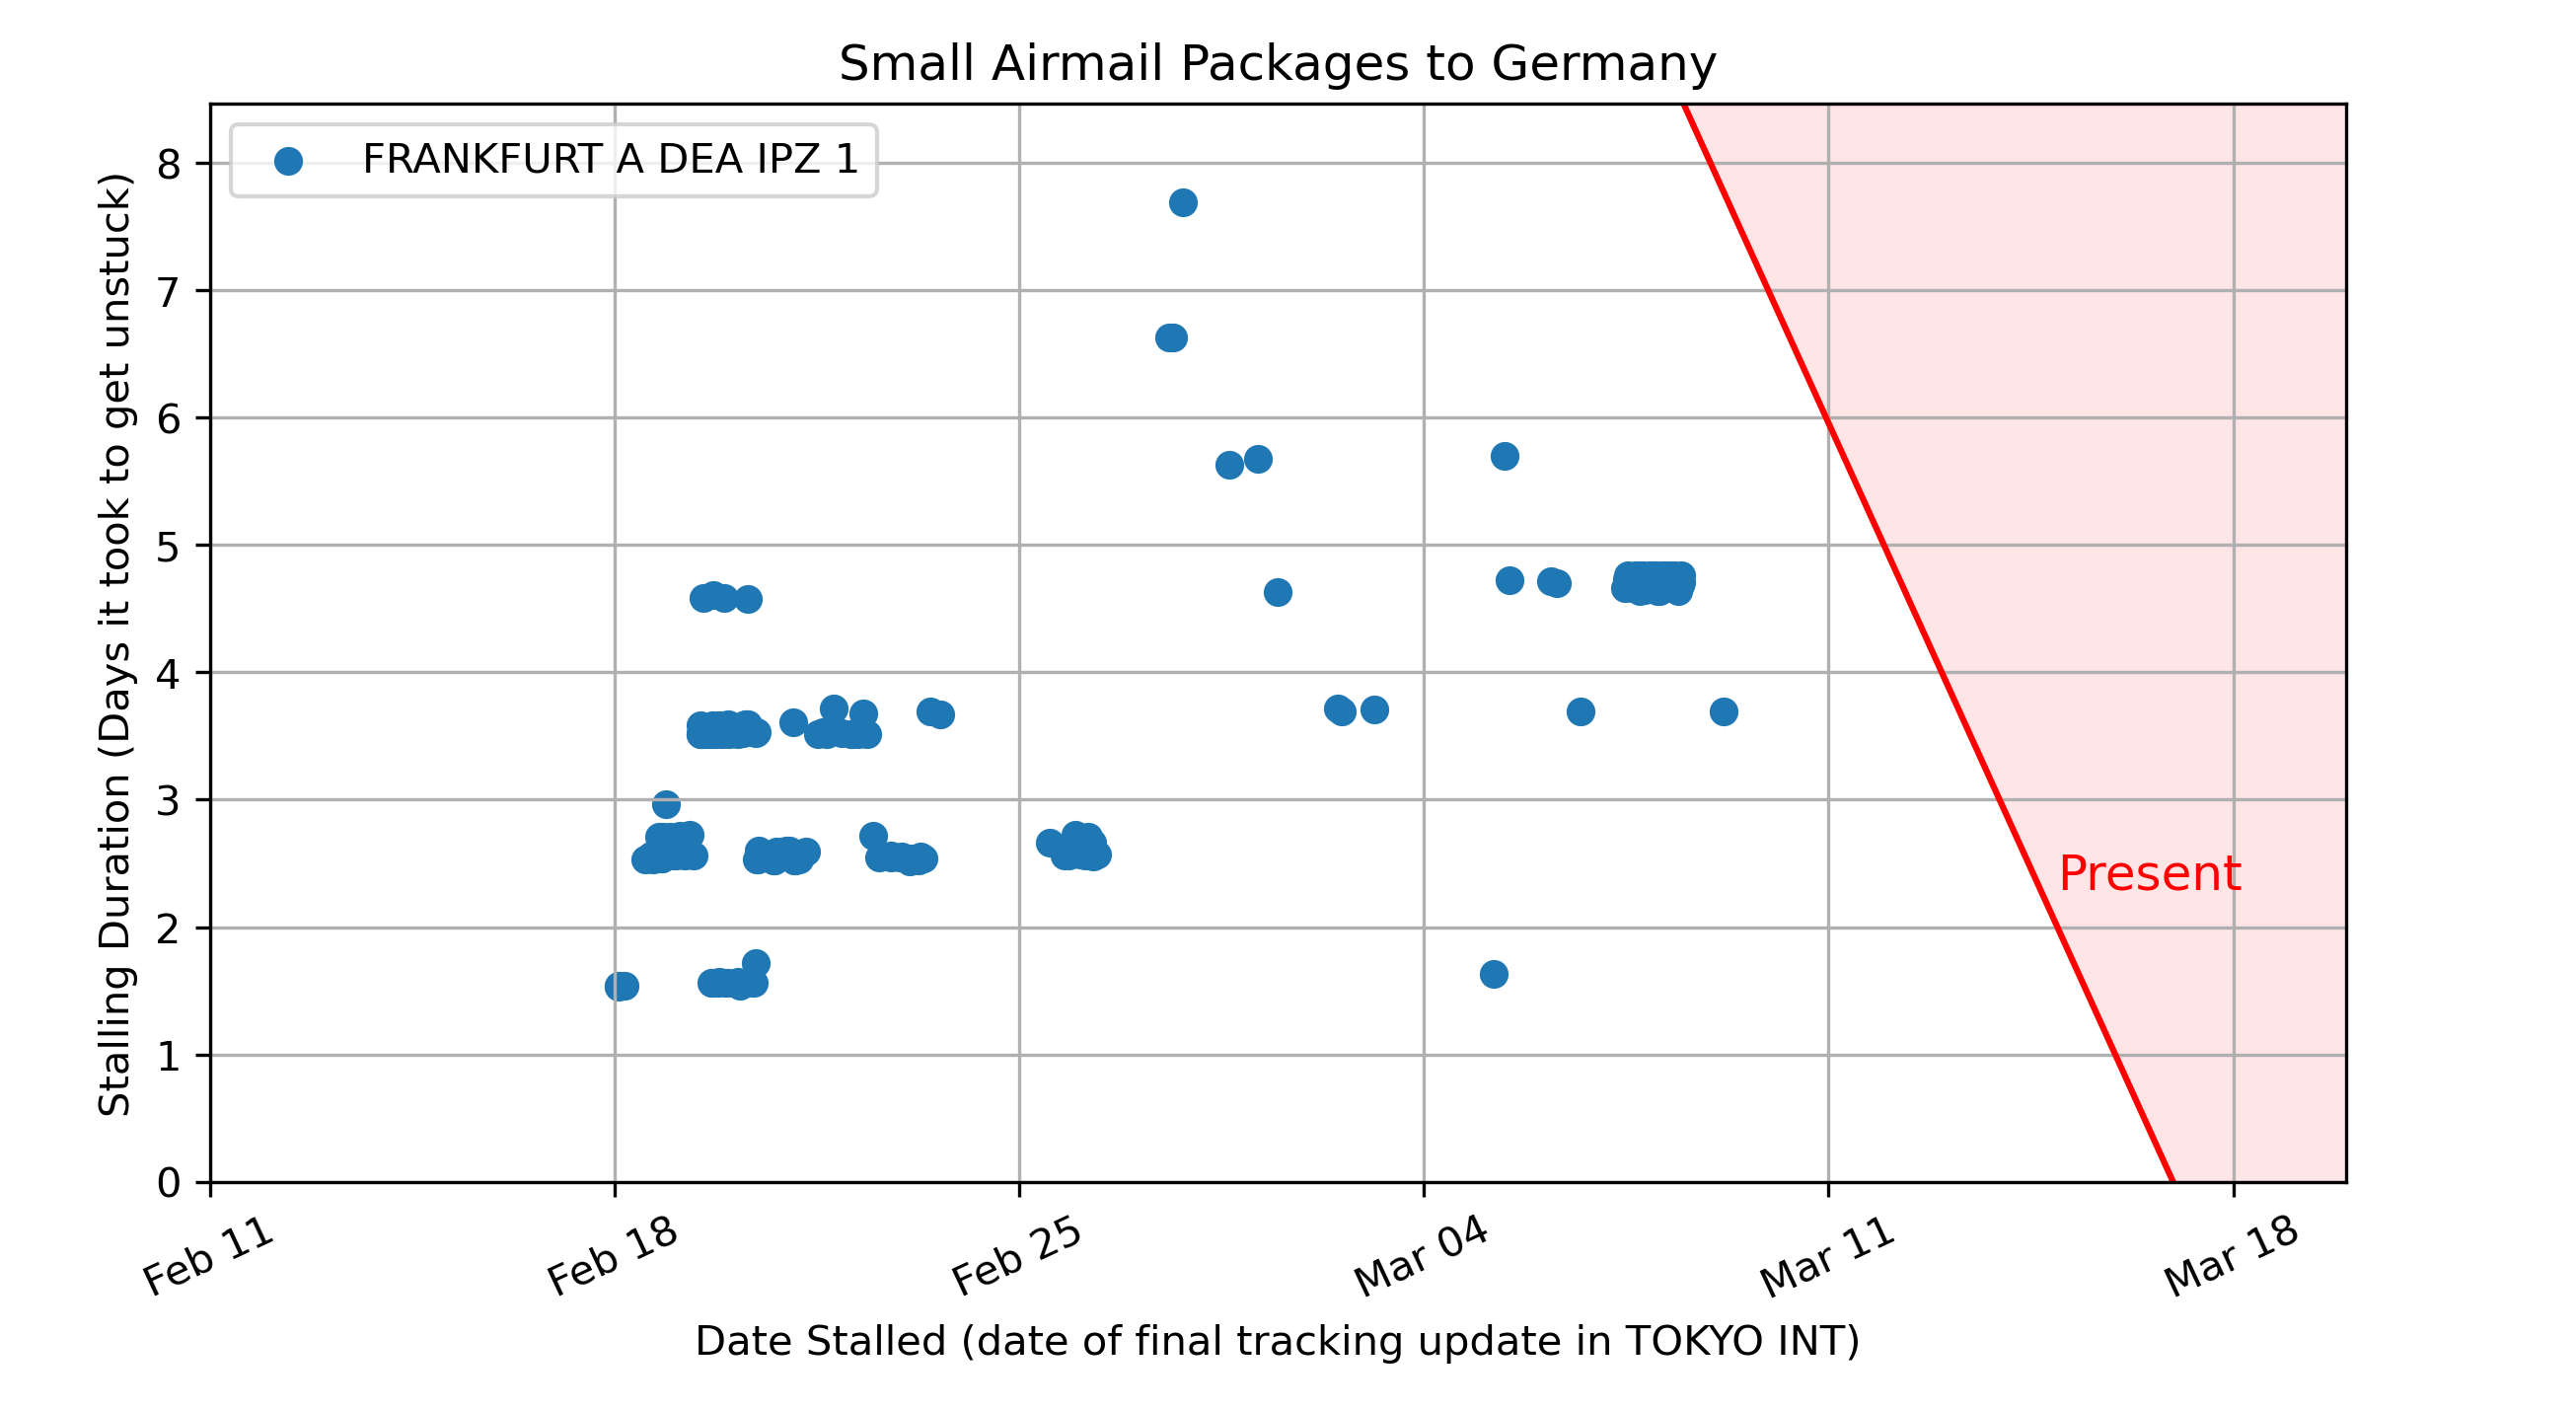 Small Airmail Packages to Germany
FRANKFURT A DEA IPZ 1
Stalling Duration (Days it took to get unstuck)
8
7
6
5
4
3
2
1
0
Present
Feb 11
Feb 18
Feb 25
Mar 04
Mar 11
Mar 18
Date Stalled (date of final tracking update in TOKYO INT)